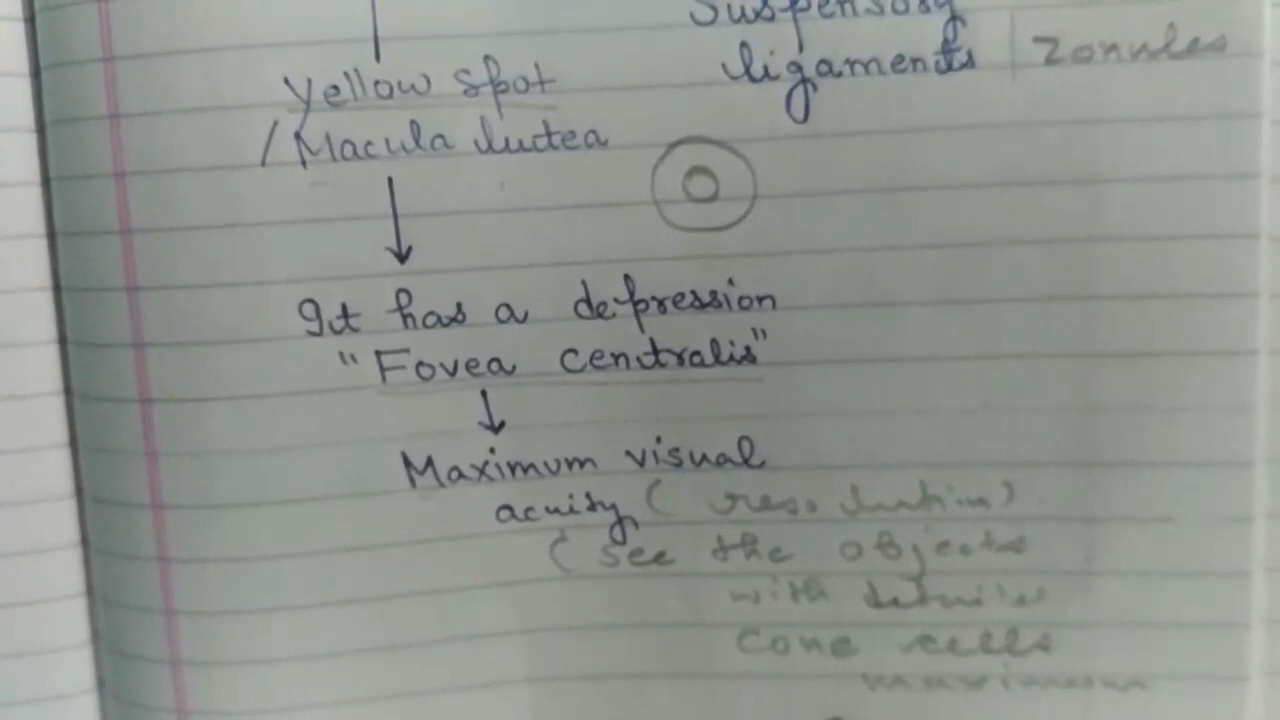 Suspensory
ligaments | zonules
Yellow spot
/Macula lutea
It has a depression
"Fovea centralis"
Maximum visual
acuity (resolution)
(see the objects
with details
cone cells
maximum